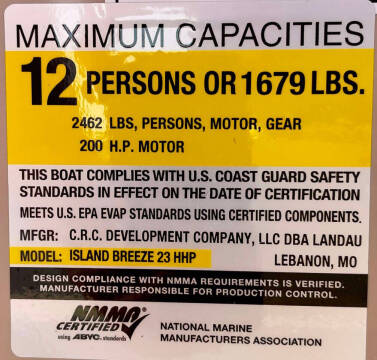 MAXIMUM CAPACITIES
12 PERSONS OR 1679 LBS.
2462 LBS, PERSONS, MOTOR, GEAR
200 H.P. MOTOR
THIS BOAT COMPLIES WITH U.S. COAST GUARD SAFETY
STANDARDS IN EFFECT ON THE DATE OF CERTIFICATION
MEETS U.S. EPA EVAP STANDARDS USING CERTIFIED COMPONENTS.
MFGR: C.R.C. DEVELOPMENT COMPANY, LLC DBA LANDAU
MODEL: ISLAND BREEZE 23 HHP LEBANON, MO
DESIGN COMPLIANCE WITH NMMA REQUIREMENTS IS VERIFIED.
MANUFACTURER RESPONSIBLE FOR PRODUCTION CONTROL.
NMMA
CERTIFIED
using ABYC standards
NATIONAL MARINE
MANUFACTURERS ASSOCIATION